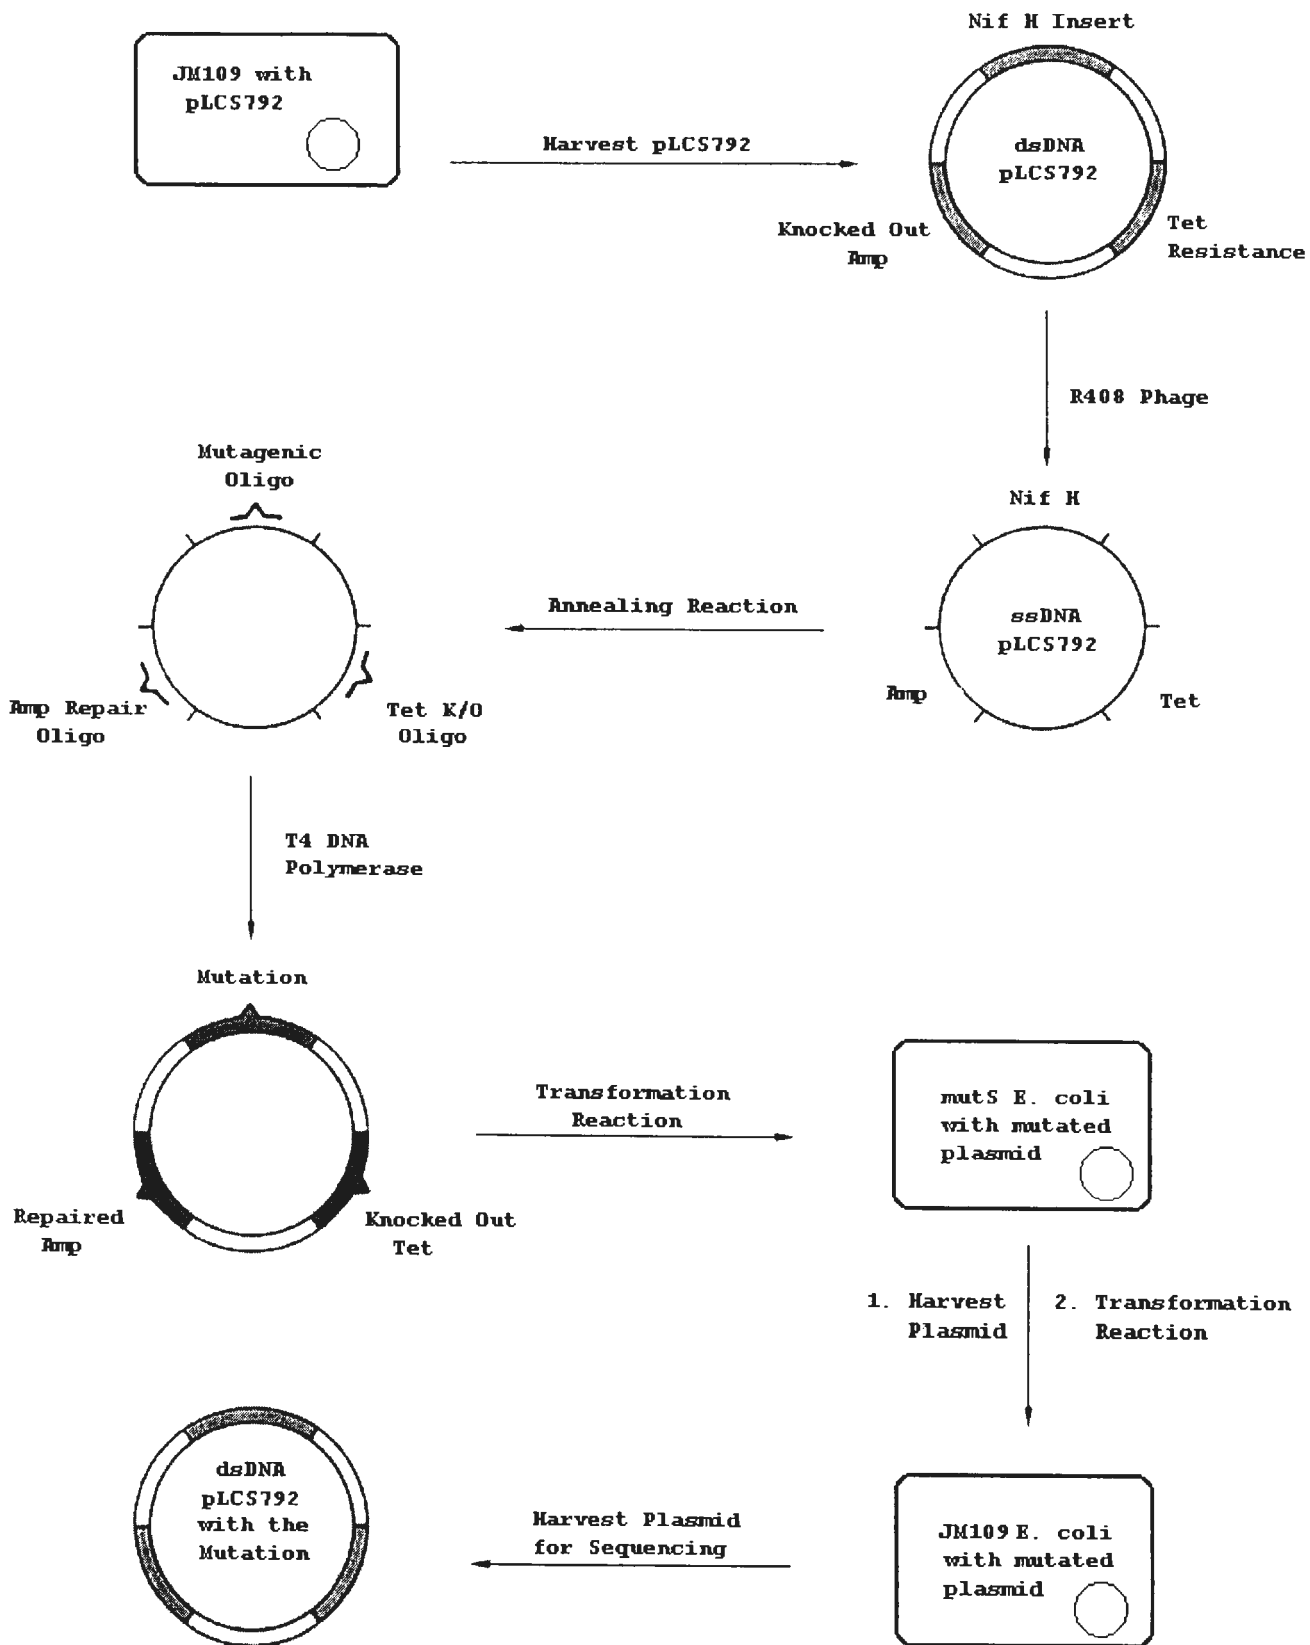 Nif H Insert
JM109 with
pLCS792
Harvest pLCS792
dsDNA
pLCS792
Knocked Out
Amp
Tet
Resistance
R408 Phage
Mutagenic
Oligo
Nif H
Annealing Reaction
ssDNA
pLCS792
Amp
Tet
Amp Repair
Oligo
Tet K/O
Oligo
T4 DNA
Polymerase
Mutation
Transformation
Reaction
mutS E. coli
with mutated
plasmid
Repaired
Amp
Knocked Out
Tet
1. Harvest
Plasmid
2. Transformation
Reaction
dsDNA
pLCS792
with the
Mutation
Harvest Plasmid
for Sequencing
JM109 E. coli
with mutated
plasmid